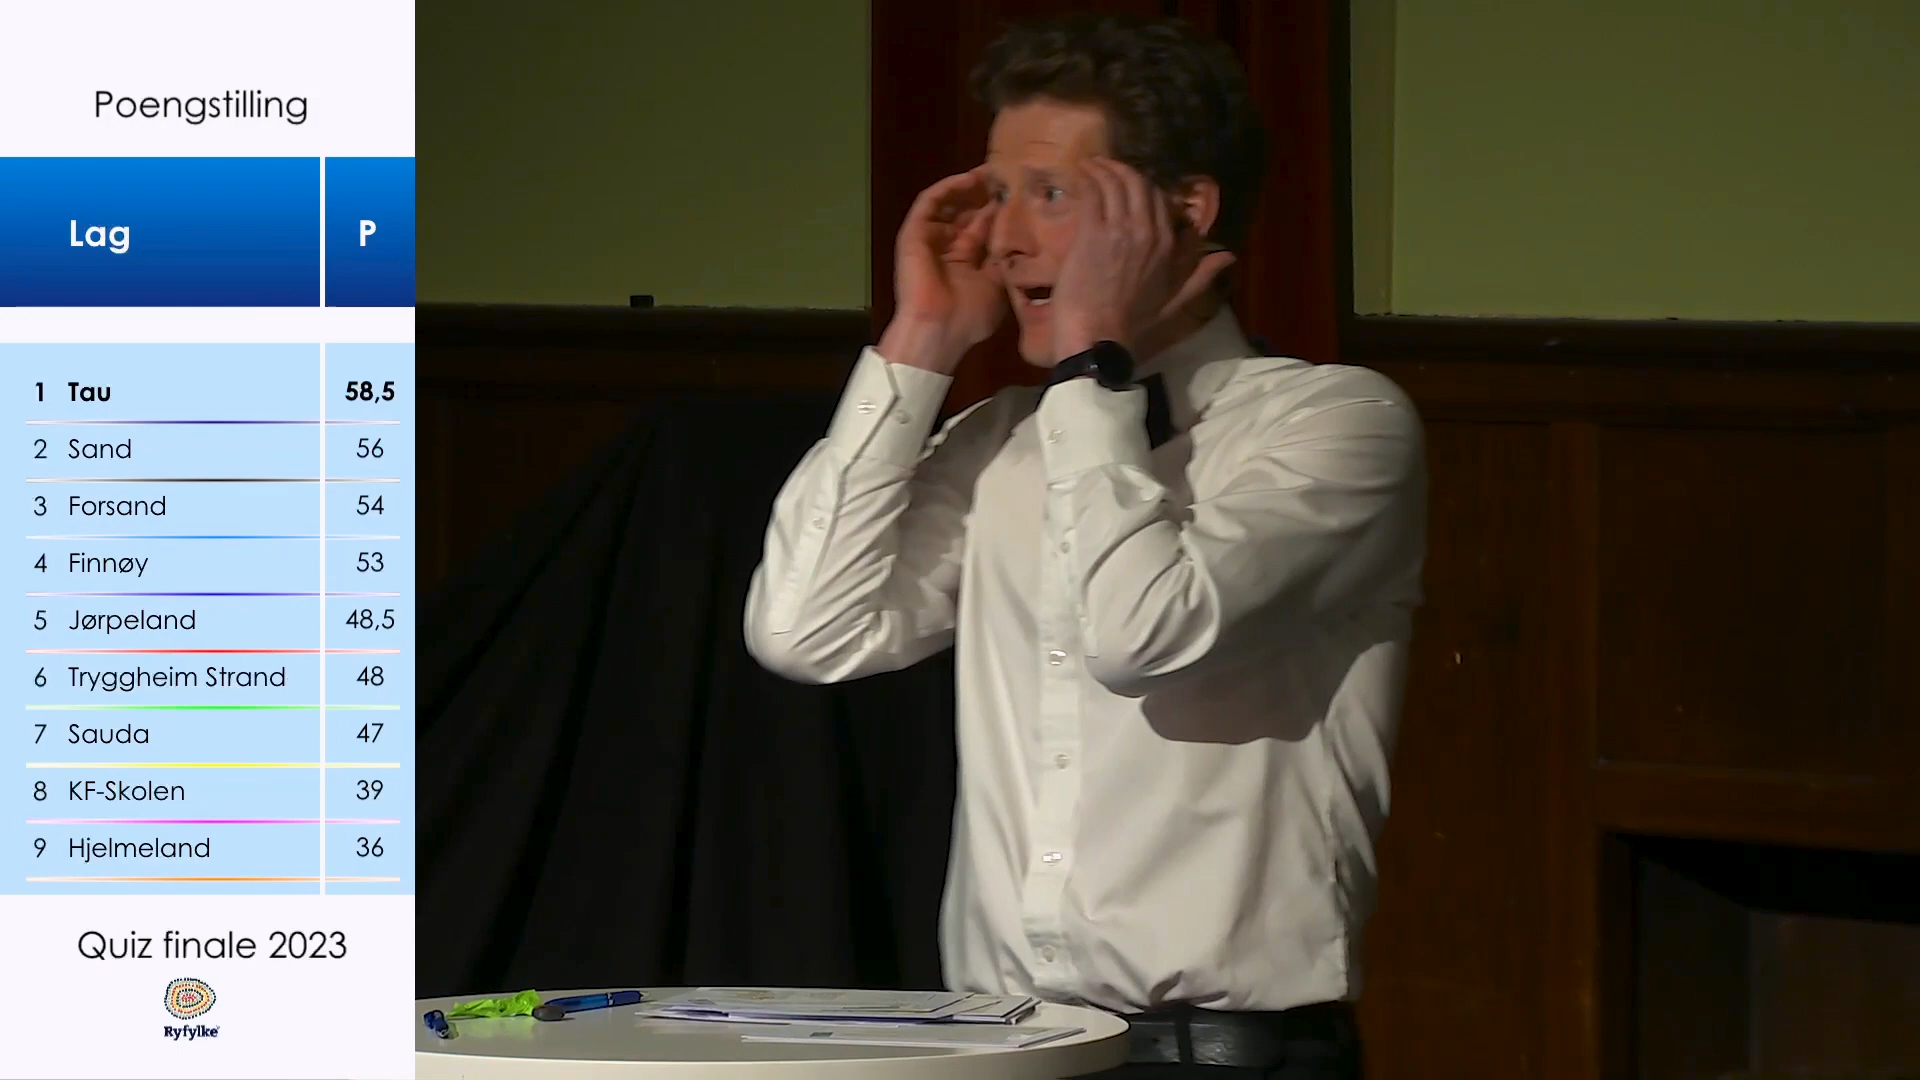 Poengstilling
Lag P
1 Tau 58,5
2 Sand 56
3 Forsand 54
4 Finnøy 53
5 Jørpeland 48,5
6 Tryggheim Strand 48
7 Sauda 47
8 KF-Skolen 39
9 Hjelmeland 36
Quiz finale 2023
Ryfylke